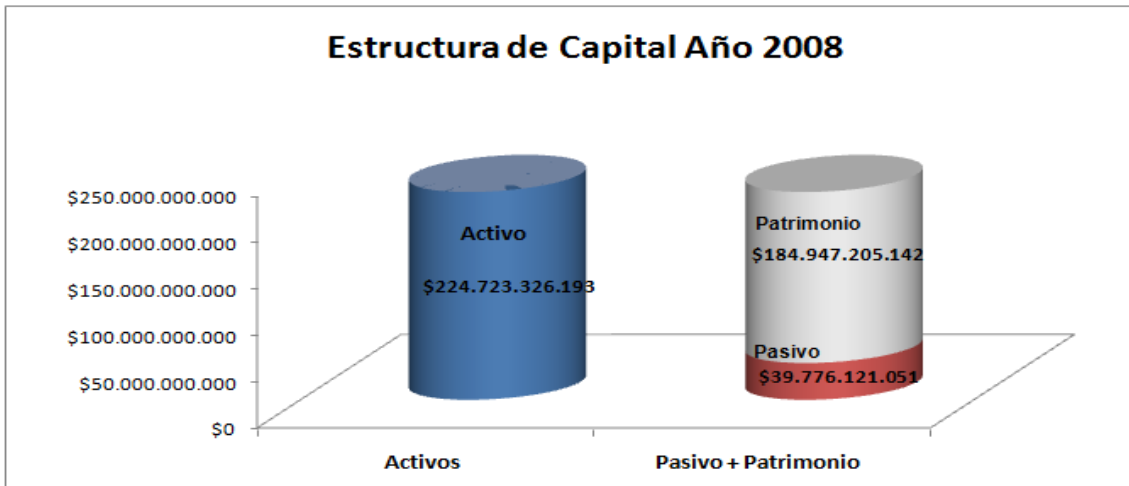 Estructura de Capital Año 2008
$250.000.000.000
$200.000.000.000
$150.000.000.000
$100.000.000.000
$50.000.000.000
$0
Activo
$224.723.326.193
Patrimonio
$184.947.205.142
Pasivo
$39.776.121.051
Activos
Pasivo + Patrimonio